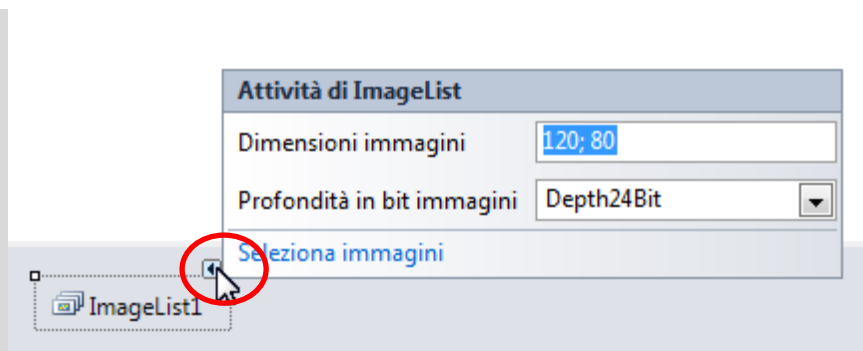 Attività di ImageList
Dimensioni immagini 120; 80
Profondità in bit immagini Depth24Bit
Seleziona immagini
ImageList1